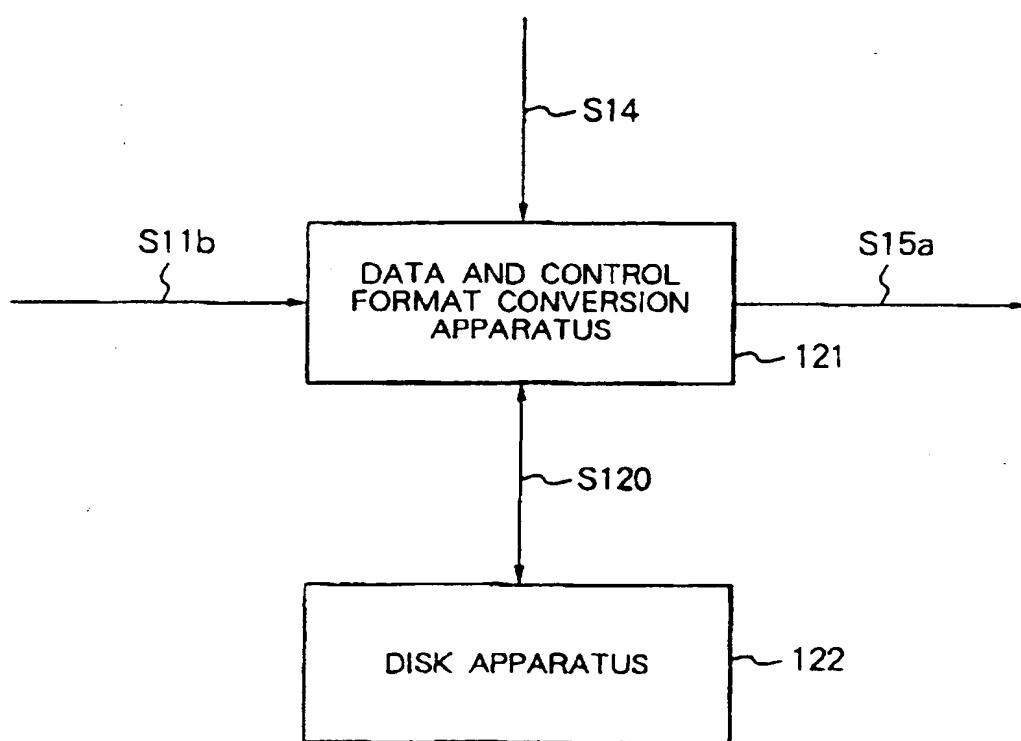 S14
S11b
DATA AND CONTROL
FORMAT CONVERSION
APPARATUS
S15a
121
S120
DISK APPARATUS
122